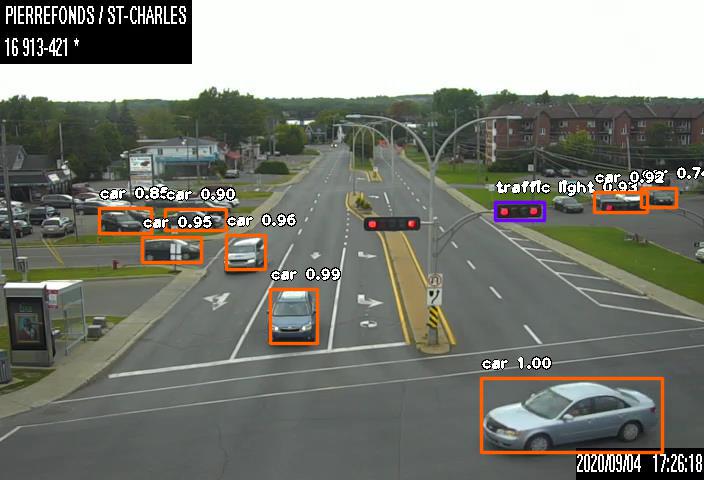 PIERREFONDS / ST-CHARLES
16 913-421 *
car 0.85
car 0.90
car 0.95
car 0.96
car 0.99
traffic light 0.93
car 0.92
car 0.74
car 1.00
2020/09/04 17:26:18